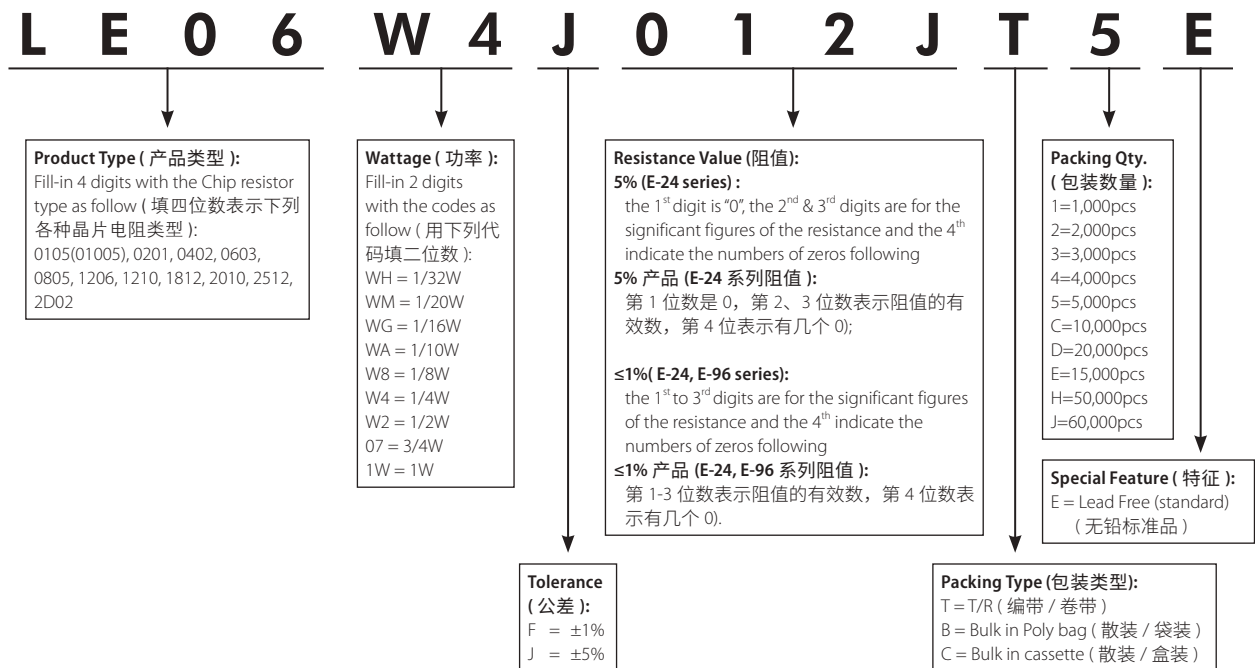 L E 0 6 W 4 J 0 1 2 J T 5 E
Product Type ( 产品类型 ):
Fill-in 4 digits with the Chip resistor
type as follow ( 填四位数表示下列
各种晶片电阻类型 ):
0105(01005), 0201, 0402, 0603,
0805, 1206, 1210, 1812, 2010, 2512,
2D02
Wattage ( 功率 ):
Fill-in 2 digits
with the codes as
follow ( 用下列代
码填二位数 ):
WH = 1/32W
WM = 1/20W
WG = 1/16W
WA = 1/10W
W8 = 1/8W
W4 = 1/4W
W2 = 1/2W
07 = 3/4W
1W = 1W
Tolerance
( 公差 ):
F = ±1%
J = ±5%
Resistance Value (阻值):
5% (E-24 series) :
the 1st digit is "0", the 2nd & 3rd digits are for the
significant figures of the resistance and the 4th
indicate the numbers of zeros following
5% 产品 (E-24 系列阻值 ):
第 1 位数是 0，第 2、3 位数表示阻值的有
效数，第 4 位表示有几个 0);
≤1%( E-24, E-96 series):
the 1st to 3rd digits are for the significant figures
of the resistance and the 4th indicate the
numbers of zeros following
≤1% 产品 (E-24, E-96 系列阻值 ):
第 1-3 位数表示阻值的有效数，第 4 位数表
示有几个 0).
Packing Type (包装类型):
T = T/R ( 编带 / 卷带 )
B = Bulk in Poly bag ( 散装 / 袋装 )
C = Bulk in cassette ( 散装 / 盒装 )
Packing Qty.
( 包装数量 ):
1=1,000pcs
2=2,000pcs
3=3,000pcs
4=4,000pcs
5=5,000pcs
C=10,000pcs
D=20,000pcs
E=15,000pcs
H=50,000pcs
J=60,000pcs
Special Feature ( 特征 ):
E = Lead Free (standard)
( 无铅标准品 )